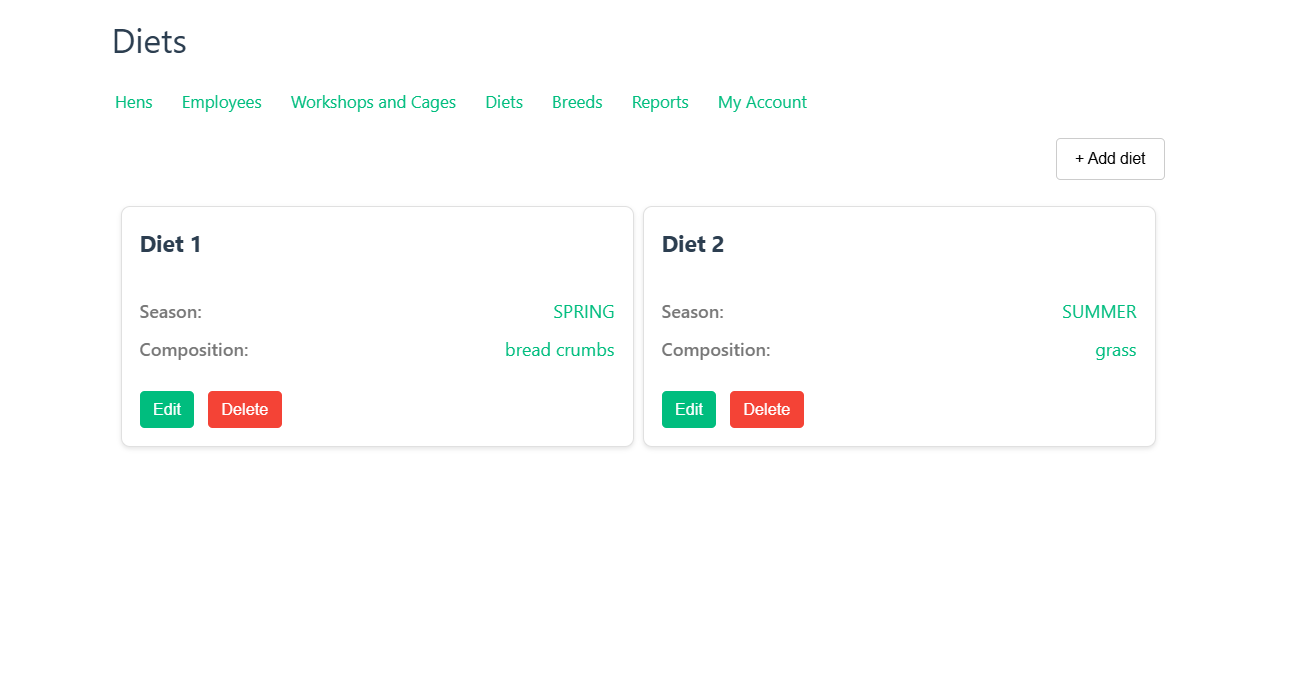 Diets
Hens Employees Workshops and Cages Diets Breeds Reports My Account
+ Add diet
Diet 1
Season: SPRING
Composition: bread crumbs
Edit Delete
Diet 2
Season: SUMMER
Composition: grass
Edit Delete